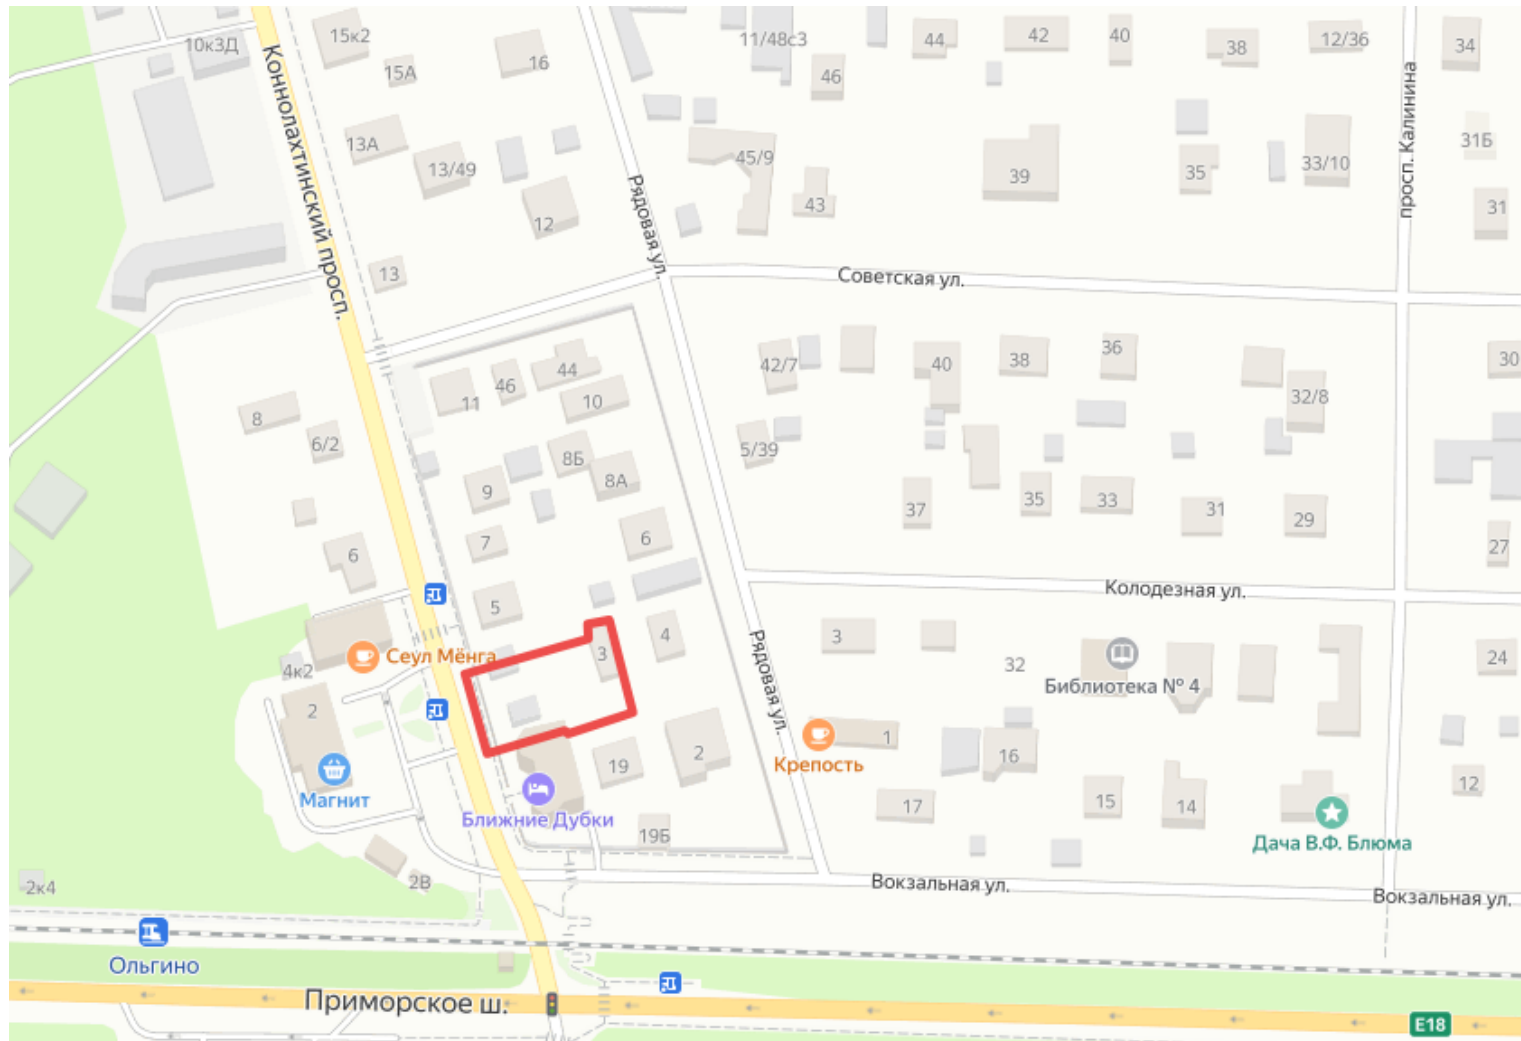 10к3Д
15к2
15А
16
11/48с3
46
44
42
40
38
12/36
34
Коннолахтинский просп.
13А
13/49
12
13
Рядовая ул.
45/9
43
39
35
33/10
просп. Калинина
31Б
31
Советская ул.
8
6/2
11
46
44
10
42/7
40
38
36
30
32/8
5/39
9
8Б
8А
37
35
33
31
29
27
6
7
6
5
Колодезная ул.
Сеул Мёнга
4к2
3
4
Рядовая ул.
3
32
Библиотека № 4
24
2
Магнит
Ближние Дубки
19
2
19Б
Крепость
1
17
16
15
14
12
Дача В.Ф. Блюма
2к4
2В
Вокзальная ул.
Вокзальная ул.
Ольгино
Приморское ш.
E18